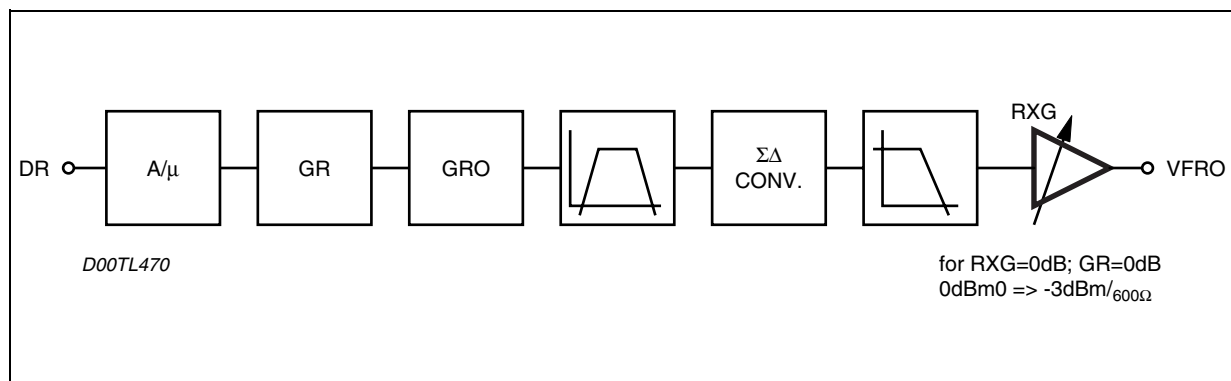 RXG
DR
A/μ
GR
GRO
ΣΔ
CONV.
VFRO
D00TL470
for RXG=0dB; GR=0dB
0dBm0 => -3dBm/600Ω